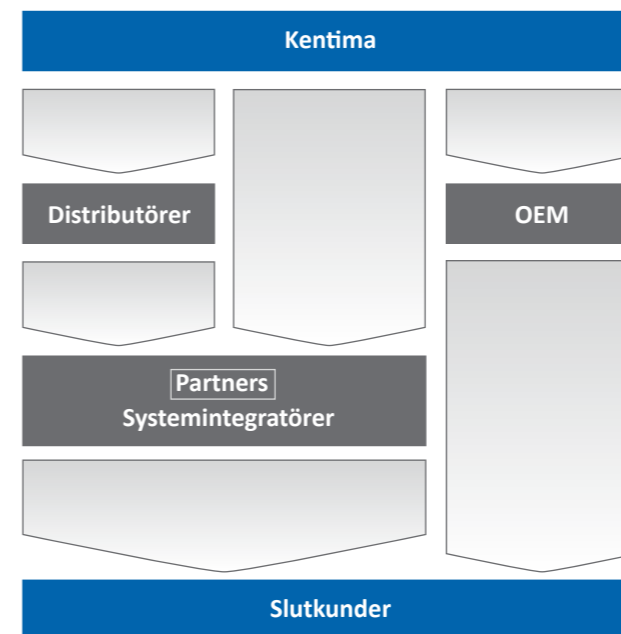 Kentima
Distributörer
OEM
Partners
Systemintegratörer
Slutkunder